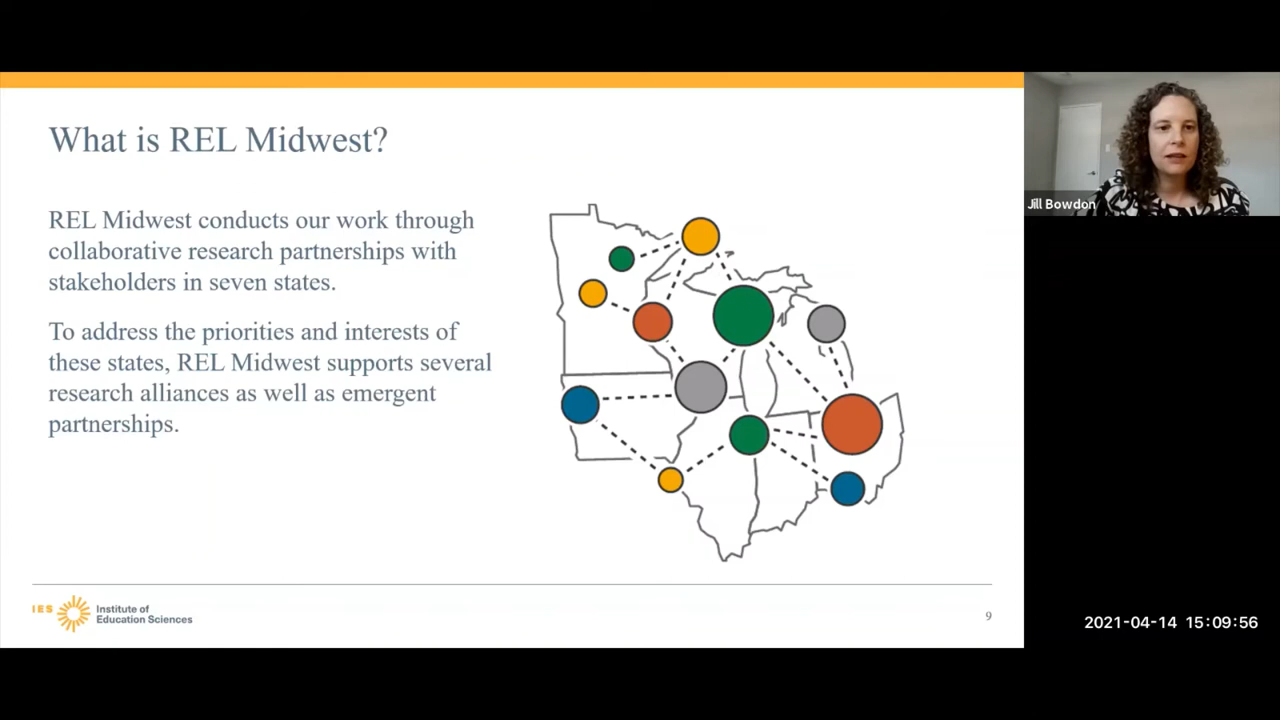 What is REL Midwest?
REL Midwest conducts our work through
collaborative research partnerships with
stakeholders in seven states.
To address the priorities and interests of
these states, REL Midwest supports several
research alliances as well as emergent
partnerships.
IES
Institute of
Education Sciences
9
Jill Bowdon
2021-04-14 15:09:56